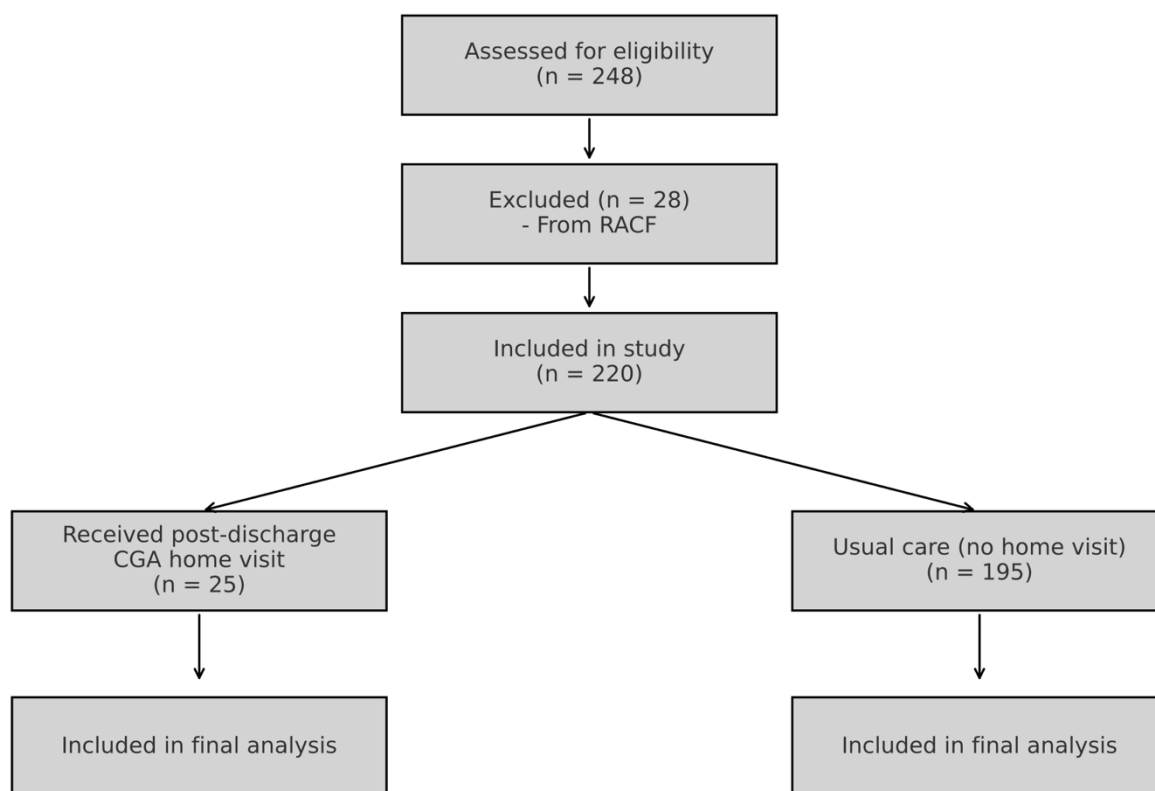 Assessed for eligibility
(n = 248)
Excluded (n = 28)
- From RACF
Included in study
(n = 220)
Received post-discharge
CGA home visit
(n = 25)
Usual care (no home visit)
(n = 195)
Included in final analysis
Included in final analysis